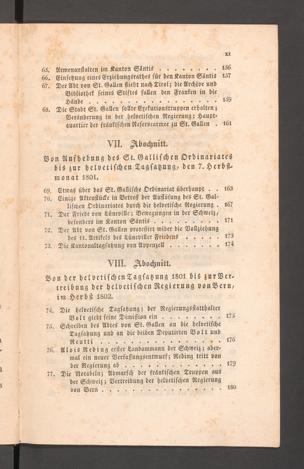 XI
65. Armenanstalten im Kanton Säntis . . . . 156
66. Einsetzung eines Erziehungsrathes für den Kanton Säntis 157
67. Der Abt von St. Gallen flieht nach Tirol; die Archive und
Bibliothek seines Stiftes fallen den Franken in die
Hände . . . . 159
68. Die Stadt St. Gallen sollte Exekutionstruppen erhalten;
Veränderung in der helvetischen Regierung; Haupt-
quartier der fränkischen Reservearmee zu St. Gallen . 161
VII. Abschnitt.
Von Aufhebung des St. Gallischen Ordinariates
bis zur helvetischen Tagsatzung, den 7. Herbst-
monat 1801.
69. Etwas über das St. Gallische Ordinariat überhaupt . . 163
70. Einige Aktenstücke in Betreff der Auflösung des St. Gal-
lischen Ordinariates durch die helvetische Regierung . 167
71. Der Friede von Lüneville; Bewegungen in der Schweiz,
besonders im Kanton Säntis . . . . 171
72. Der Abt von St. Gallen protestirt wider die Vollziehung
des 11. Artikels des Lüneviller Friedens . . . 173
73. Die Kantonaltagsatzung von Appenzell . . . 174
VIII. Abschnitt.
Von der helvetischen Tagsatzung 1801 bis zur Ver-
treibung der helvetischen Regierung von Bern,
im Herbst 1802.
74. Die helvetische Tagsatzung; der Regierungsstatthalter
Bolt giebt seine Dimission ein . . . . 175
75. Schreiben des Abtes von St. Gallen an die helvetische
Tagsatzung und an die beiden Deputirten Bolt und
Reutti . . . . 176
76. Alois Reding erster Landammann der Schweiz; aber-
mal ein neuer Verfassungsentwurf; Reding tritt von
der Regierung ab . . . . 179
77. Die Notabeln; Abmarsch der fränkischen Truppen aus
der Schweiz; Vertreibung der helvetischen Regierung
von Bern . . . . 180